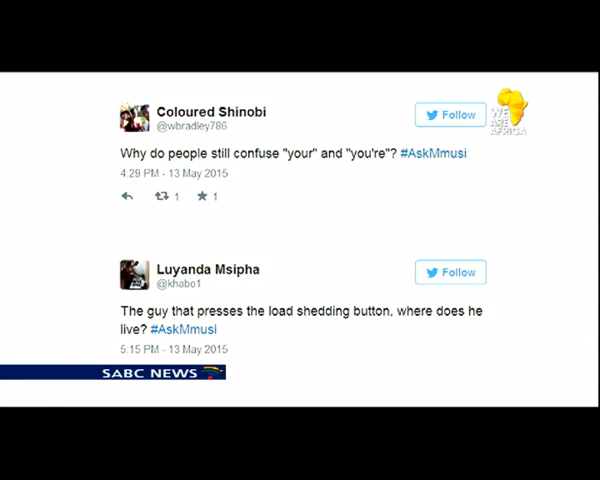 Coloured Shinobi
@wbradley786
Follow
WE
ARE
AFRICA
Why do people still confuse "your" and "you're"? #AskMmusi
4:29 PM - 13 May 2015
1 1
Luyanda Msipha
@khabo1
Follow
The guy that presses the load shedding button, where does he
live? #AskMmusi
5:15 PM - 13 May 2015
SABC NEWS